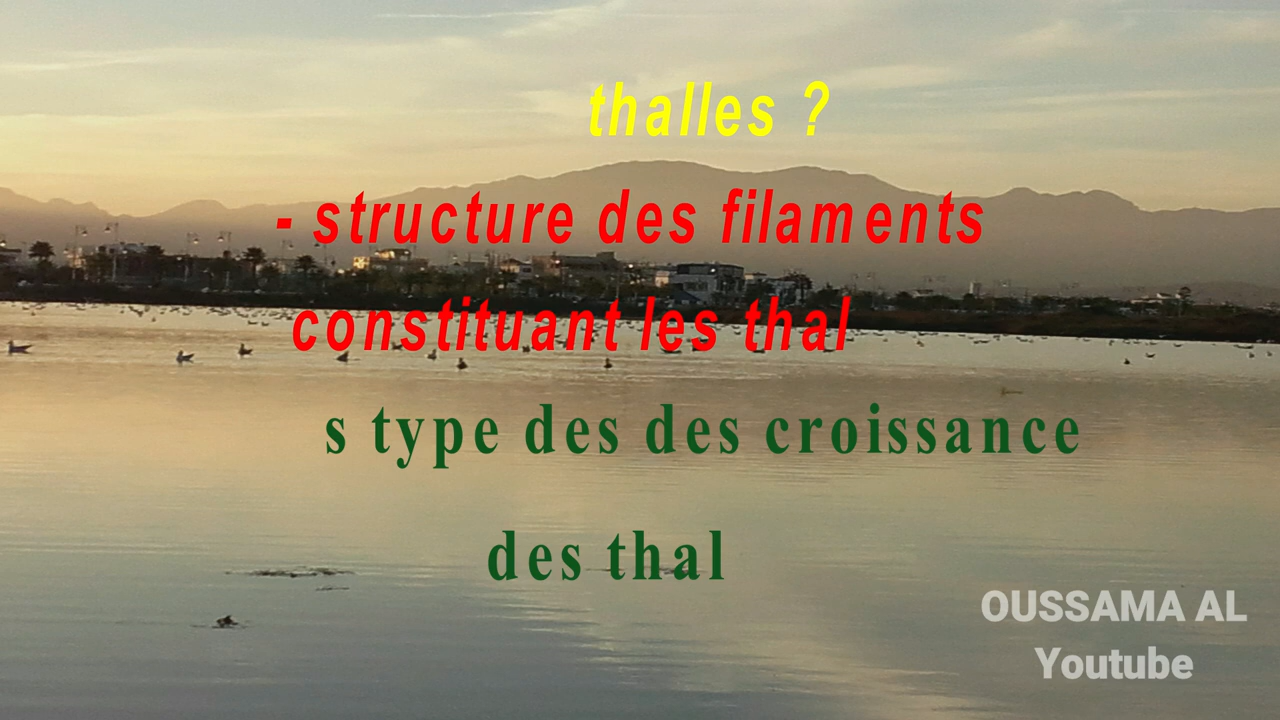 thalles ?
- structure des filaments
constituant les thal
s type des des croissance
des thal
OUSSAMA AL
Youtube